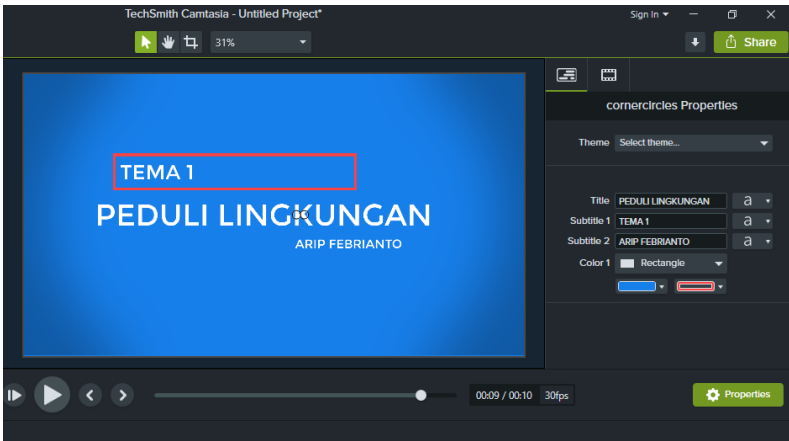 TechSmith Camtasia - Untitled Project*
Sign In
31%
Share
cornercircles Properties
Theme Select theme...
TEMA 1
PEDULI LINGKUNGAN
ARIP FEBRIANTO
Title PEDULI LINGKUNGAN a
Subtitle 1 TEMA 1 a
Subtitle 2 ARIP FEBRIANTO a
Color 1 Rectangle
00:09 / 00:10 30fps
Properties